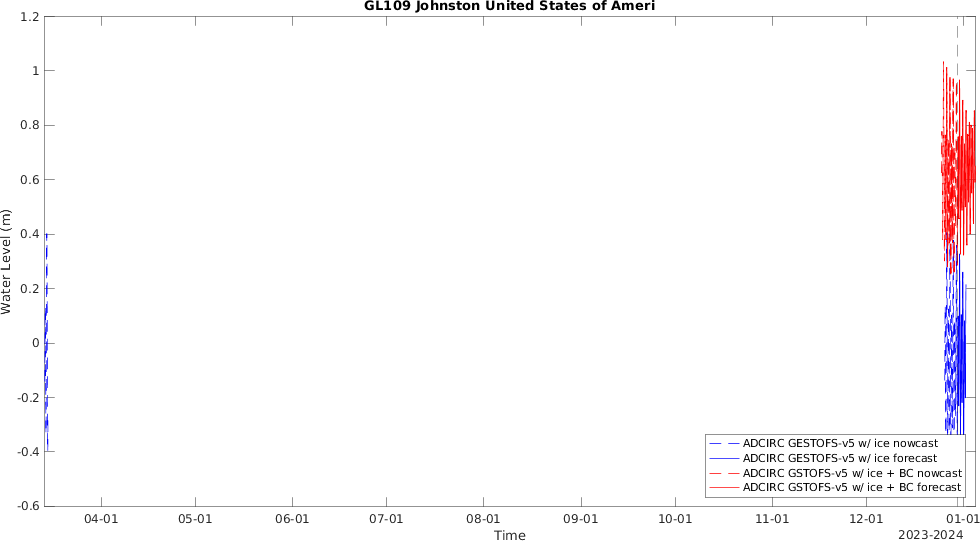 GL109 Johnston United States of Ameri
1.2
1
0.8
0.6
0.4
0.2
0
-0.2
-0.4
-0.6
Water Level (m)
ADCIRC GESTOFS-v5 w/ ice nowcast
ADCIRC GESTOFS-v5 w/ ice forecast
ADCIRC GSTOFS-v5 w/ ice + BC nowcast
ADCIRC GSTOFS-v5 w/ ice + BC forecast
04-01 05-01 06-01 07-01 08-01 09-01 10-01 11-01 12-01 01-01
Time
2023-2024